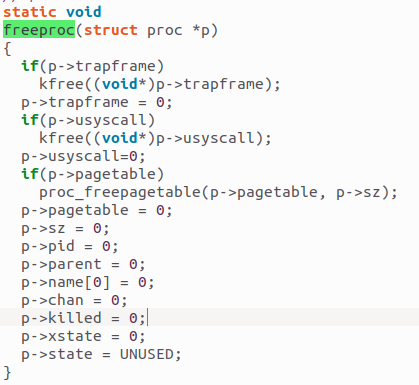 static void
freeproc(struct proc *p)
{
  if(p->trapframe)
    kfree((void*)p->trapframe);
  p->trapframe = 0;
  if(p->usyscall)
    kfree((void*)p->usyscall);
  p->usyscall=0;
  if(p->pagetable)
    proc_freepagetable(p->pagetable, p->sz);
  p->pagetable = 0;
  p->sz = 0;
  p->pid = 0;
  p->parent = 0;
  p->name[0] = 0;
  p->chan = 0;
  p->killed = 0;
  p->xstate = 0;
  p->state = UNUSED;
}